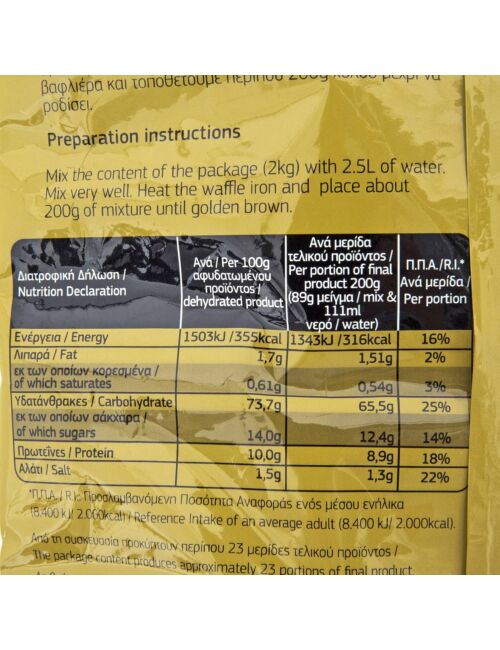 βαφλιέρα και τοποθετούμε περίπου 200g χυλού μέχρι να
ροδίσει.
Preparation instructions
Mix the content of the package (2kg) with 2.5L of water.
Mix very well. Heat the waffle iron and place about
200g of mixture until golden brown.
Διατροφική Δήλωση /
Nutrition Declaration
Ανά / Per 100g
αφυδατωμένου
προϊόντος /
dehydrated product
Ανά μερίδα
τελικού προϊόντος /
Per portion of final
product 200g
(89g μείγμα / mix &
111ml
νερό / water)
Π.Π.Α./R.I.*
Ανά μερίδα /
Per portion
Ενέργεια / Energy 1503kJ /355kcal 1343kJ /316kcal 16%
Λιπαρά / Fat 1,7g 1,51g 2%
εκ των οποίων κορεσμένα /
of which saturates 0,61g 0,54g 3%
Υδατάνθρακες / Carbohydrate 73,7g 65,5g 25%
εκ των οποίων σάκχαρα /
of which sugars 14,0g 12,4g 14%
Πρωτεΐνες / Protein 10,0g 8,9g 18%
Αλάτι / Salt 1,5g 1,3g 22%
*Π.Π.Α. / R.I.: Προσλαμβανόμενη Ποσότητα Αναφοράς ενός μέσου ενήλικα
(8.400 kJ/ 2.000kcal) / Reference Intake of an average adult (8.400 kJ/ 2.000kcal).
Από τη συσκευασία προκύπτουν περίπου 23 μερίδες τελικού προϊόντος /
The package content produces approximately 23 portions of final product